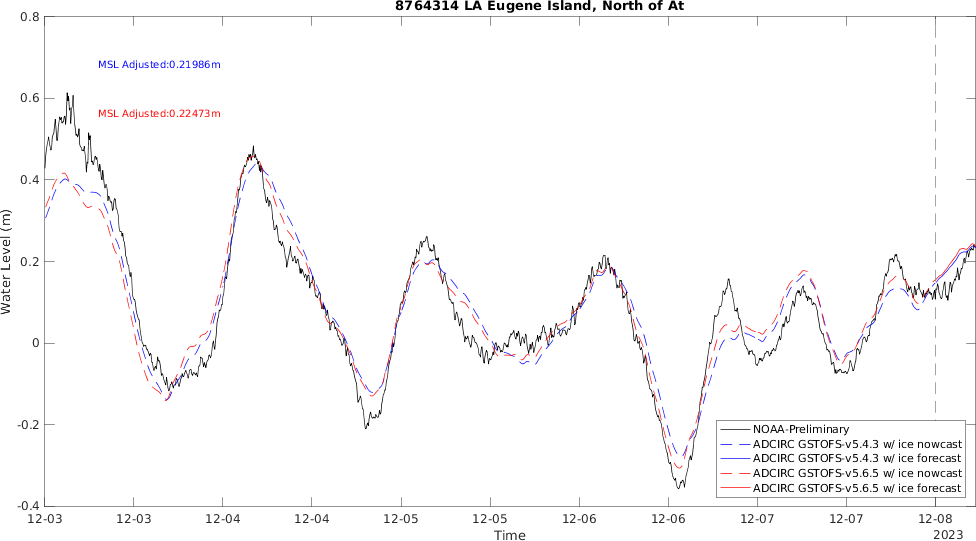 8764314 LA Eugene Island, North of At
Water Level (m)
0.8
0.6
0.4
0.2
0
-0.2
-0.4
MSL Adjusted:0.21986m
MSL Adjusted:0.22473m
NOAA-Preliminary
ADCIRC GSTOFS-v5.4.3 w/ ice nowcast
ADCIRC GSTOFS-v5.4.3 w/ ice forecast
ADCIRC GSTOFS-v5.6.5 w/ ice nowcast
ADCIRC GSTOFS-v5.6.5 w/ ice forecast
12-03 12-03 12-04 12-04 12-05 12-05 12-06 12-06 12-07 12-07 12-08
Time
2023